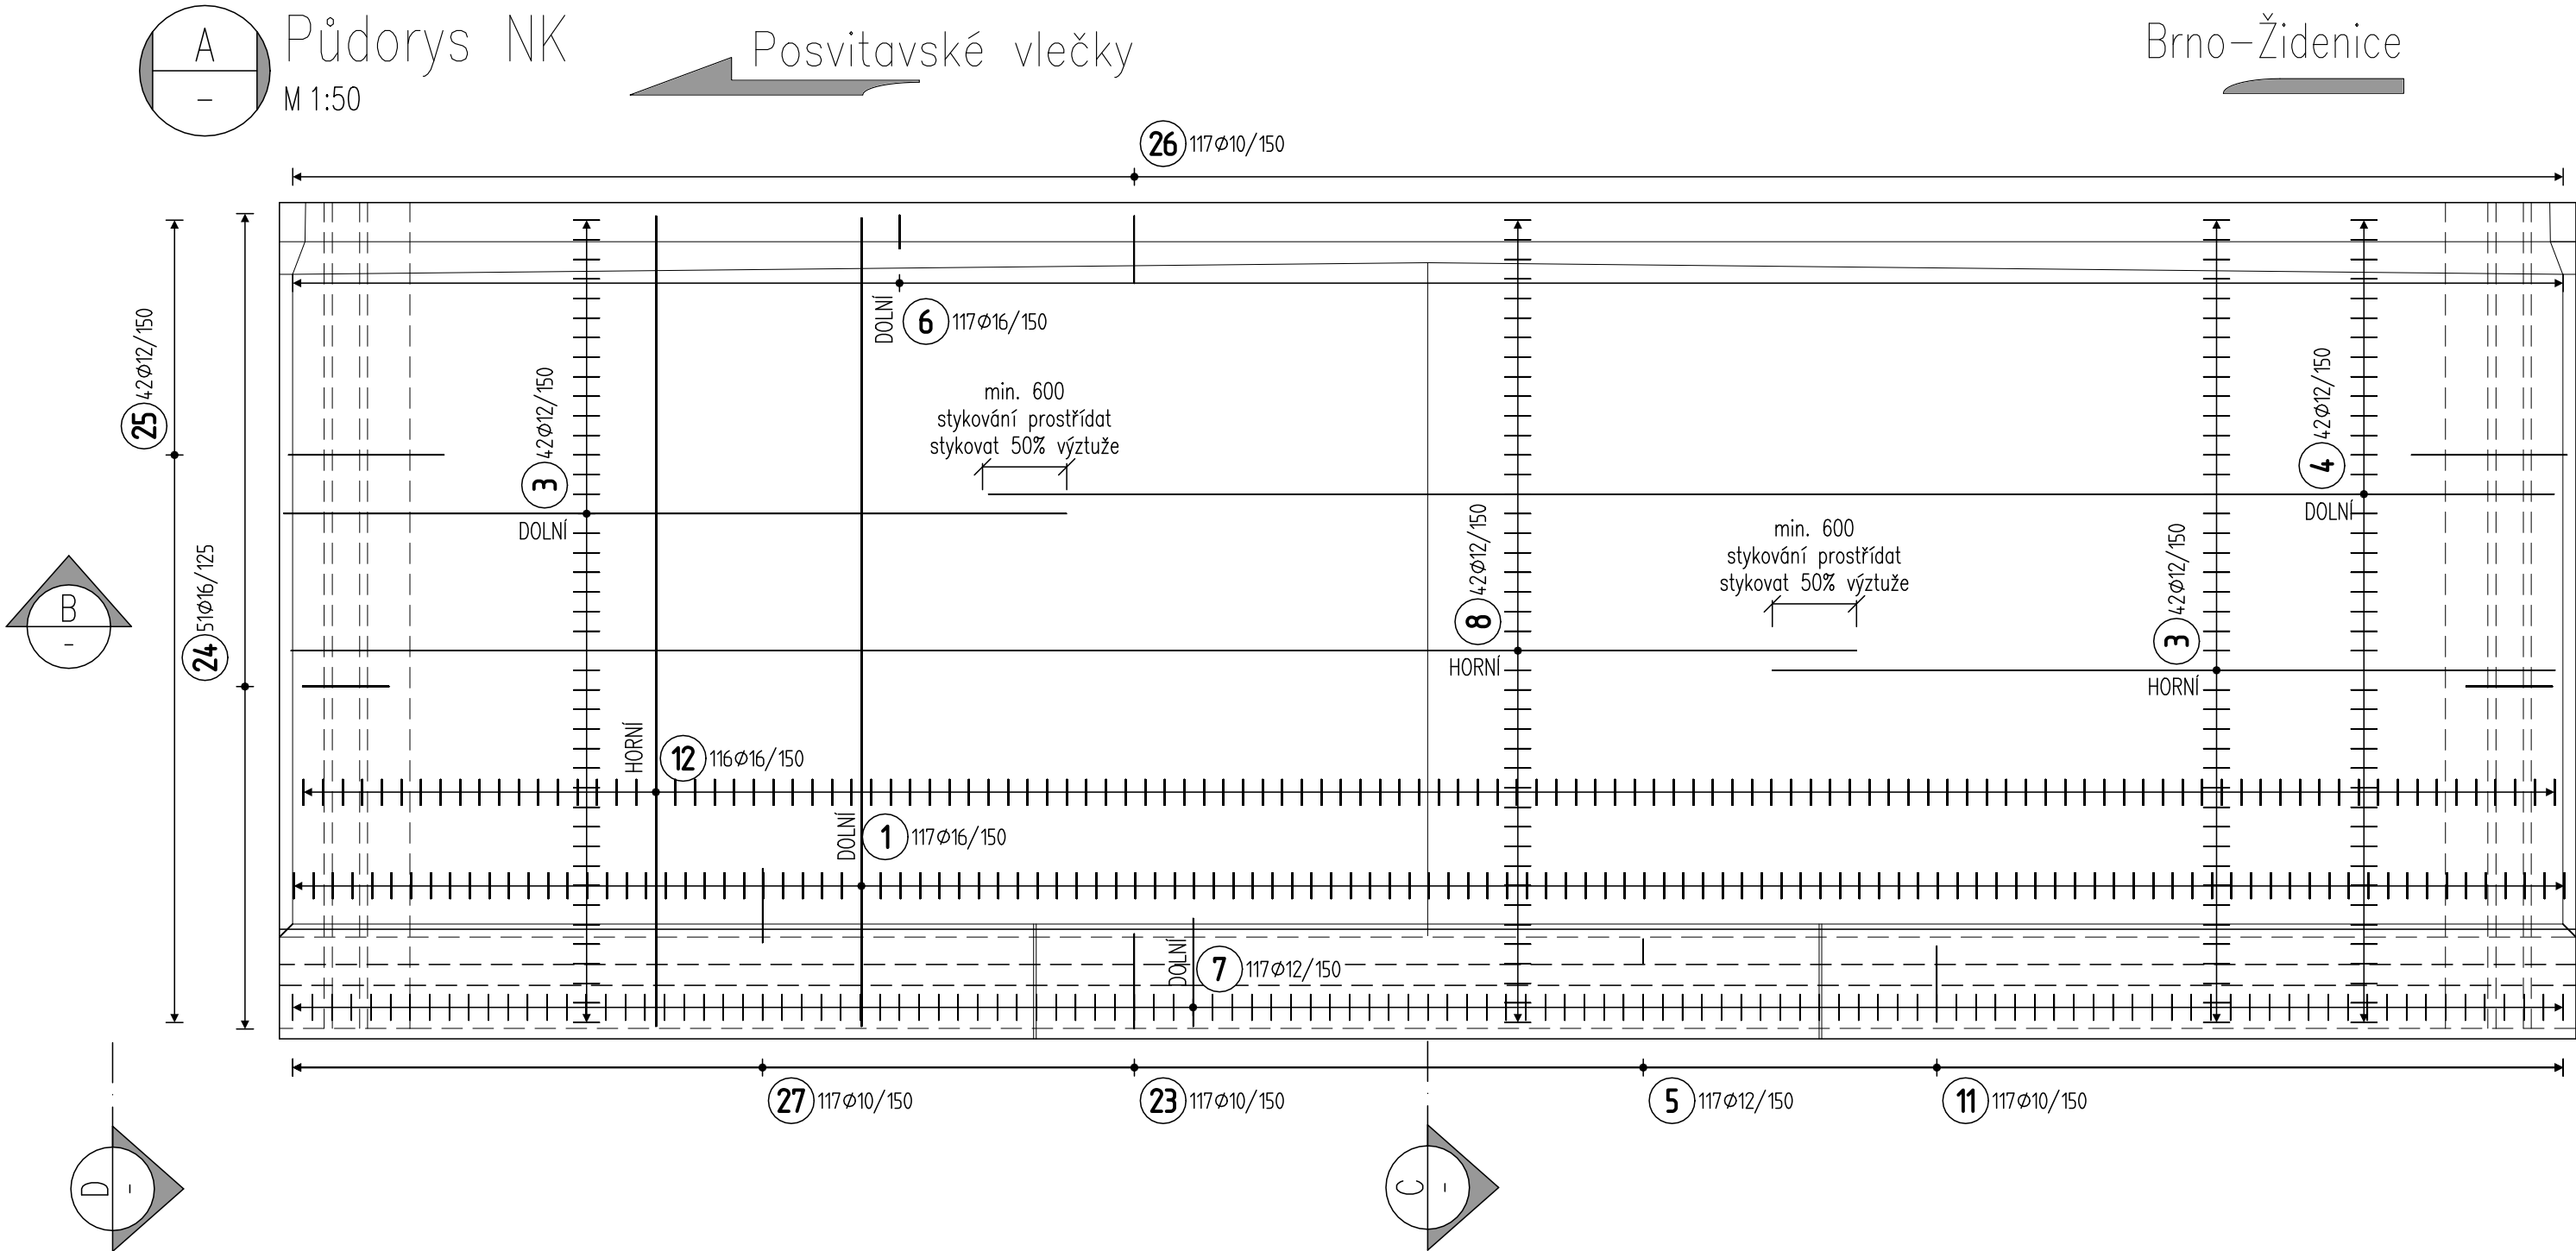 A
-
Půdorys NK
M 1:50
Posvitavské vlečky
Brno-Židenice
26 117Ø10/150
DOLNÍ
6 117Ø16/150
25 42Ø12/150
24 51Ø16/125
3 42Ø12/150
DOLNÍ
min. 600
stykování prostřídat
stykovat 50% výztuže
4 42Ø12/150
DOLNÍ
8 42Ø12/150
HORNÍ
min. 600
stykování prostřídat
stykovat 50% výztuže
3 42Ø12/150
HORNÍ
B
-
HORNÍ
12 116Ø16/150
DOLNÍ
1 117Ø16/150
DOLNÍ
7 117Ø12/150
27 117Ø10/150
23 117Ø10/150
5 117Ø12/150
11 117Ø10/150
D
-
C
-